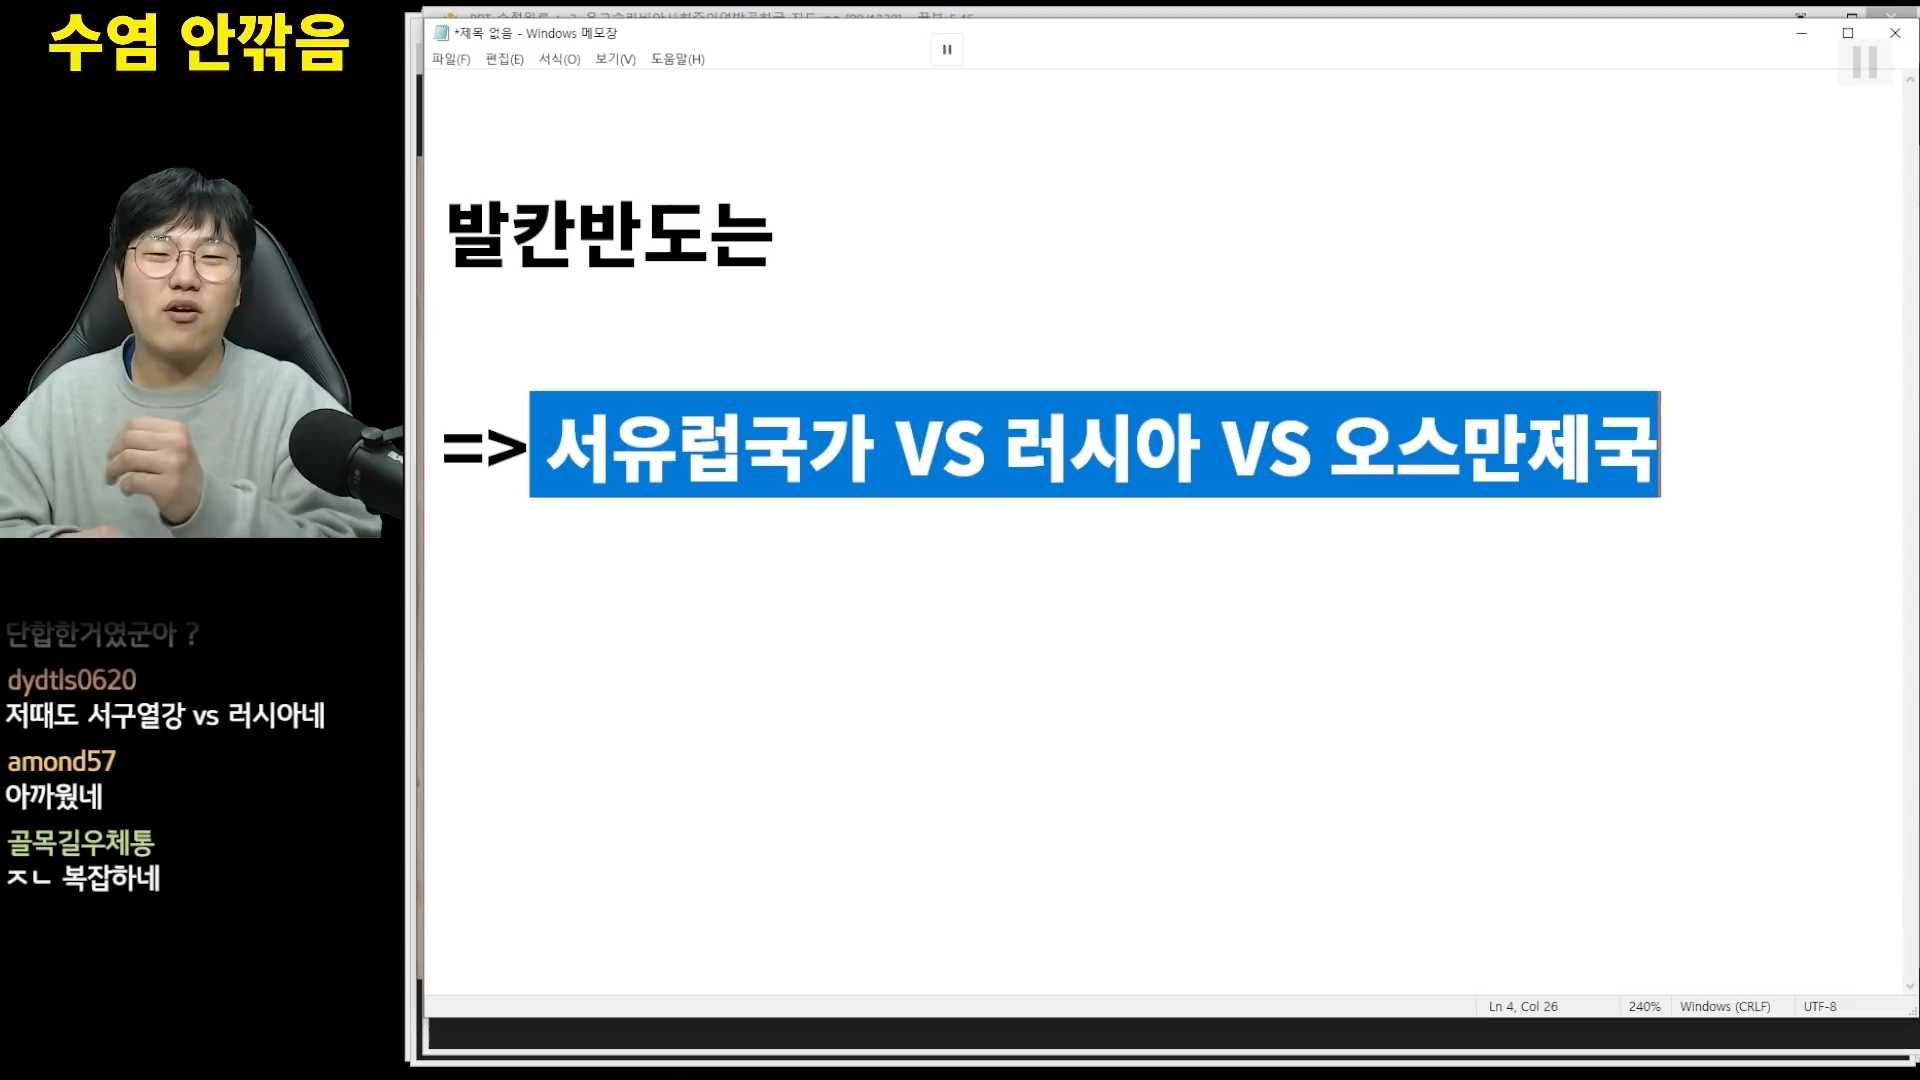 수염 안깎음
*제목 없음 - Windows 메모장
파일(F) 편집(E) 서식(O) 보기(V) 도움말(H)
발칸반도는
=> 서유럽국가 VS 러시아 VS 오스만제국
단합한거였군아 ?
dydtls0620
저때도 서구열강 vs 러시아네
amond57
아까웠네
골목길우체통
ㅈㄴ 복잡하네
Ln 4, Col 26 240% Windows (CRLF) UTF-8